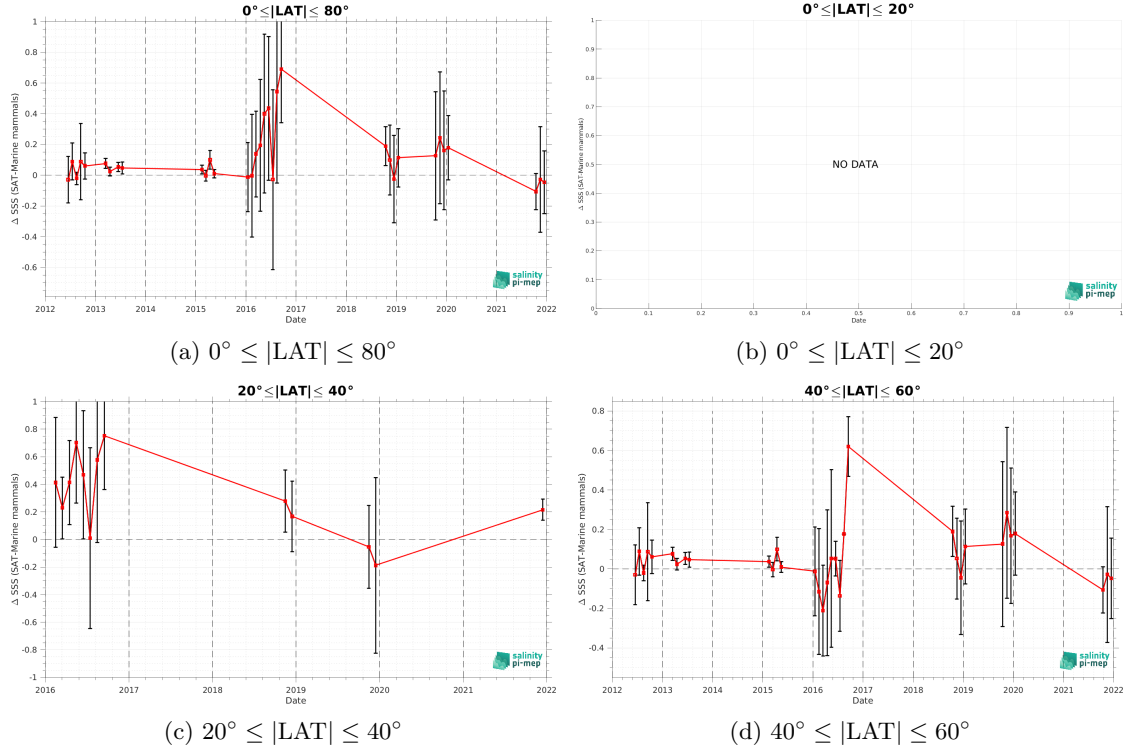 0°≤|LAT|≤ 80°
Δ SSS (SAT-Marine mammals)
1
0.8
0.6
0.4
0.2
0
-0.2
-0.4
-0.6
2012 2013 2014 2015 2016 2017 2018 2019 2020 2021 2022
Date
salinity
pi-mep
(a) 0° ≤ |LAT| ≤ 80°
0°≤|LAT|≤ 20°
Δ SSS (SAT-Marine mammals)
1
0.9
0.8
0.7
0.6
0.5
0.4
0.3
0.2
0.1
0
NO DATA
0 0.1 0.2 0.3 0.4 0.5 0.6 0.7 0.8 0.9 1
Date
salinity
pi-mep
(b) 0° ≤ |LAT| ≤ 20°
20°≤|LAT|≤ 40°
Δ SSS (SAT-Marine mammals)
1
0.8
0.6
0.4
0.2
0
-0.2
-0.4
-0.6
-0.8
-1
2016 2017 2018 2019 2020 2021 2022
Date
salinity
pi-mep
(c) 20° ≤ |LAT| ≤ 40°
40°≤|LAT|≤ 60°
Δ SSS (SAT-Marine mammals)
0.8
0.6
0.4
0.2
0
-0.2
-0.4
2012 2013 2014 2015 2016 2017 2018 2019 2020 2021 2022
Date
salinity
pi-mep
(d) 40° ≤ |LAT| ≤ 60°